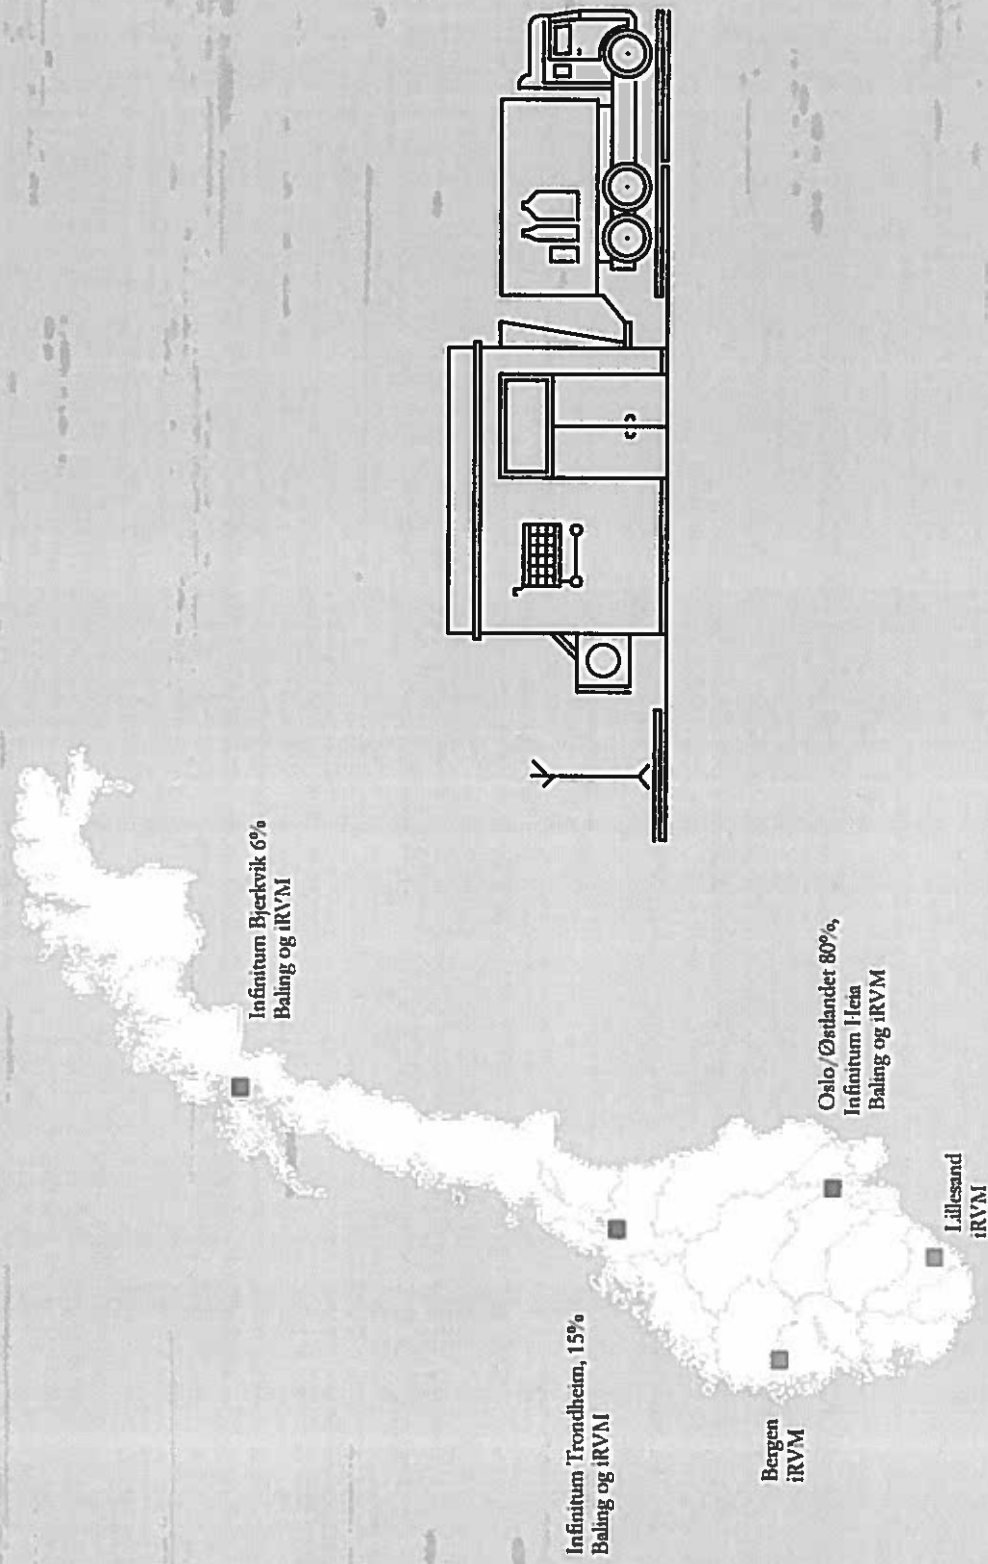 Infinitum Bjerkvik 6%
Baling og iRVM
Infinitum Trondheim, 15%
Baling og iRVM
Oslo/Østlandet 80%,
Infinitum Heia
Baling og iRVM
Bergen
iRVM
Lillesand
iRVM